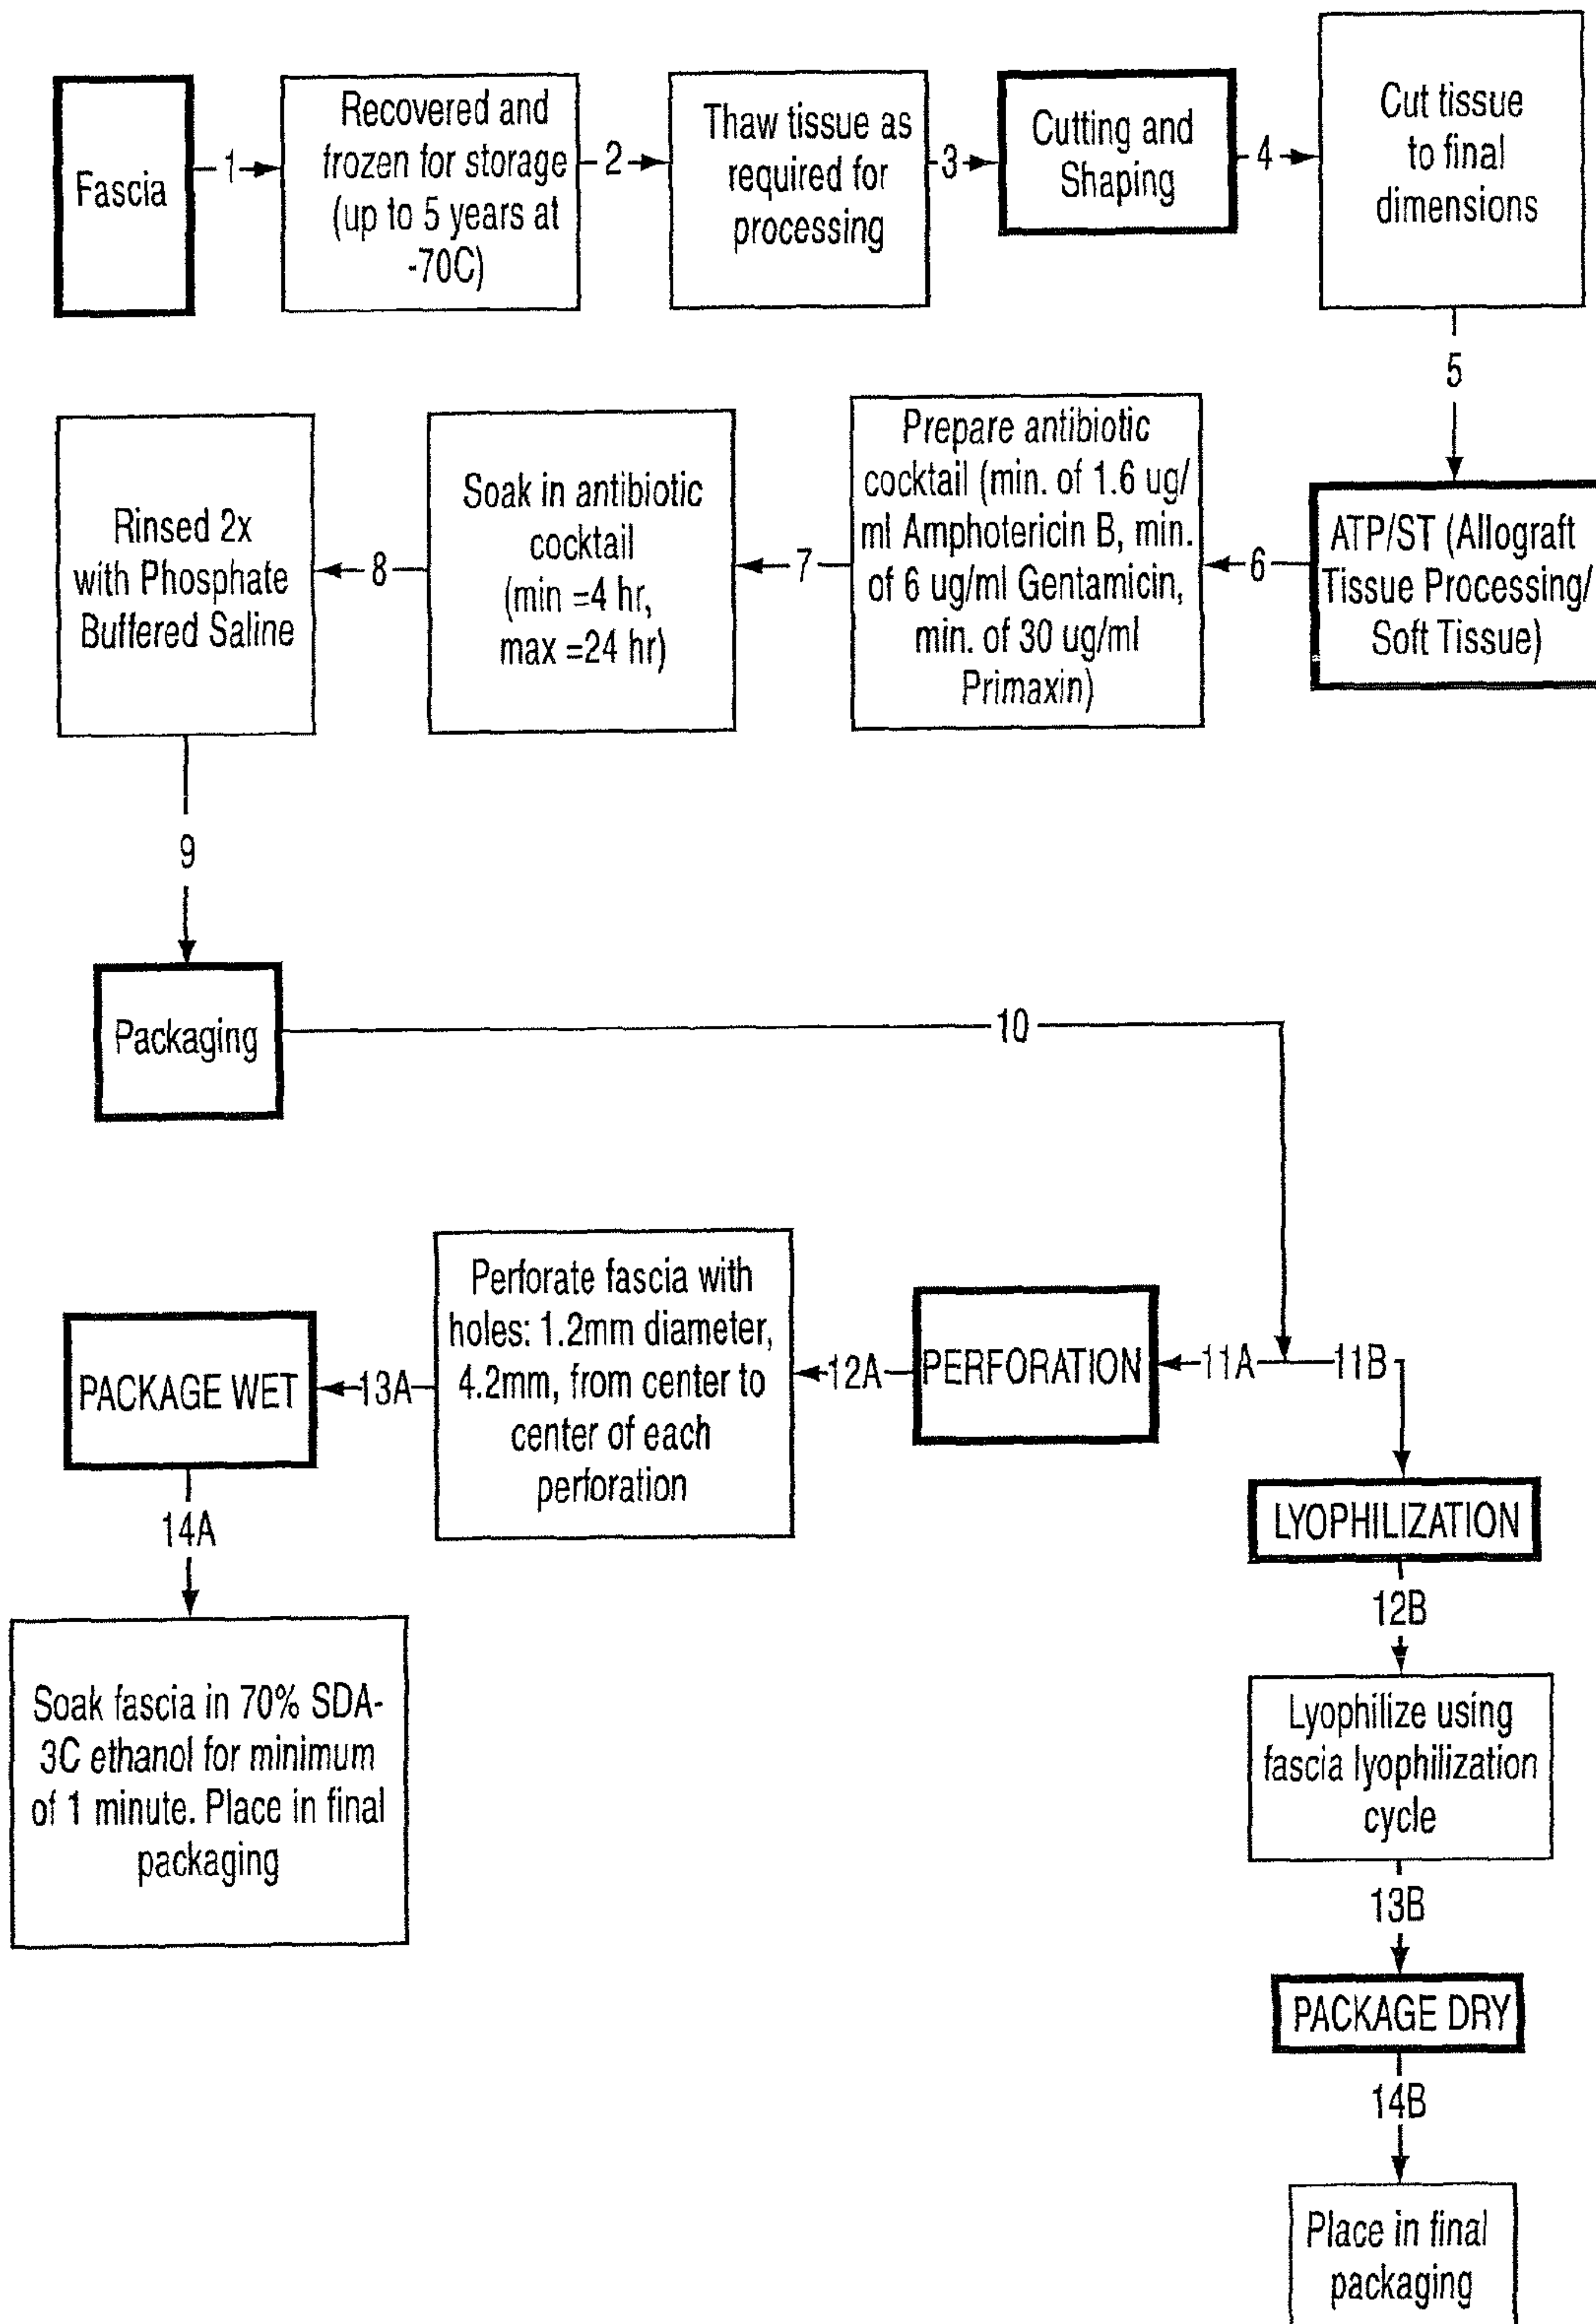 Fascia
1
Recovered and
frozen for storage
(up to 5 years at
-70C)
2
Thaw tissue as
required for
processing
3
Cutting and
Shaping
4
Cut tissue
to final
dimensions
5
ATP/ST (Allograft
Tissue Processing/
Soft Tissue)
6
Prepare antibiotic
cocktail (min. of 1.6 ug/
ml Amphotericin B, min.
of 6 ug/ml Gentamicin,
min. of 30 ug/ml
Primaxin)
7
Soak in antibiotic
cocktail
(min =4 hr,
max =24 hr)
8
Rinsed 2x
with Phosphate
Buffered Saline
9
Packaging
10
11A
PERFORATION
12A
Perforate fascia with
holes: 1.2mm diameter,
4.2mm, from center to
center of each
perforation
13A
PACKAGE WET
14A
Soak fascia in 70% SDA-
3C ethanol for minimum
of 1 minute. Place in final
packaging
11B
LYOPHILIZATION
12B
Lyophilize using
fascia lyophilization
cycle
13B
PACKAGE DRY
14B
Place in final
packaging